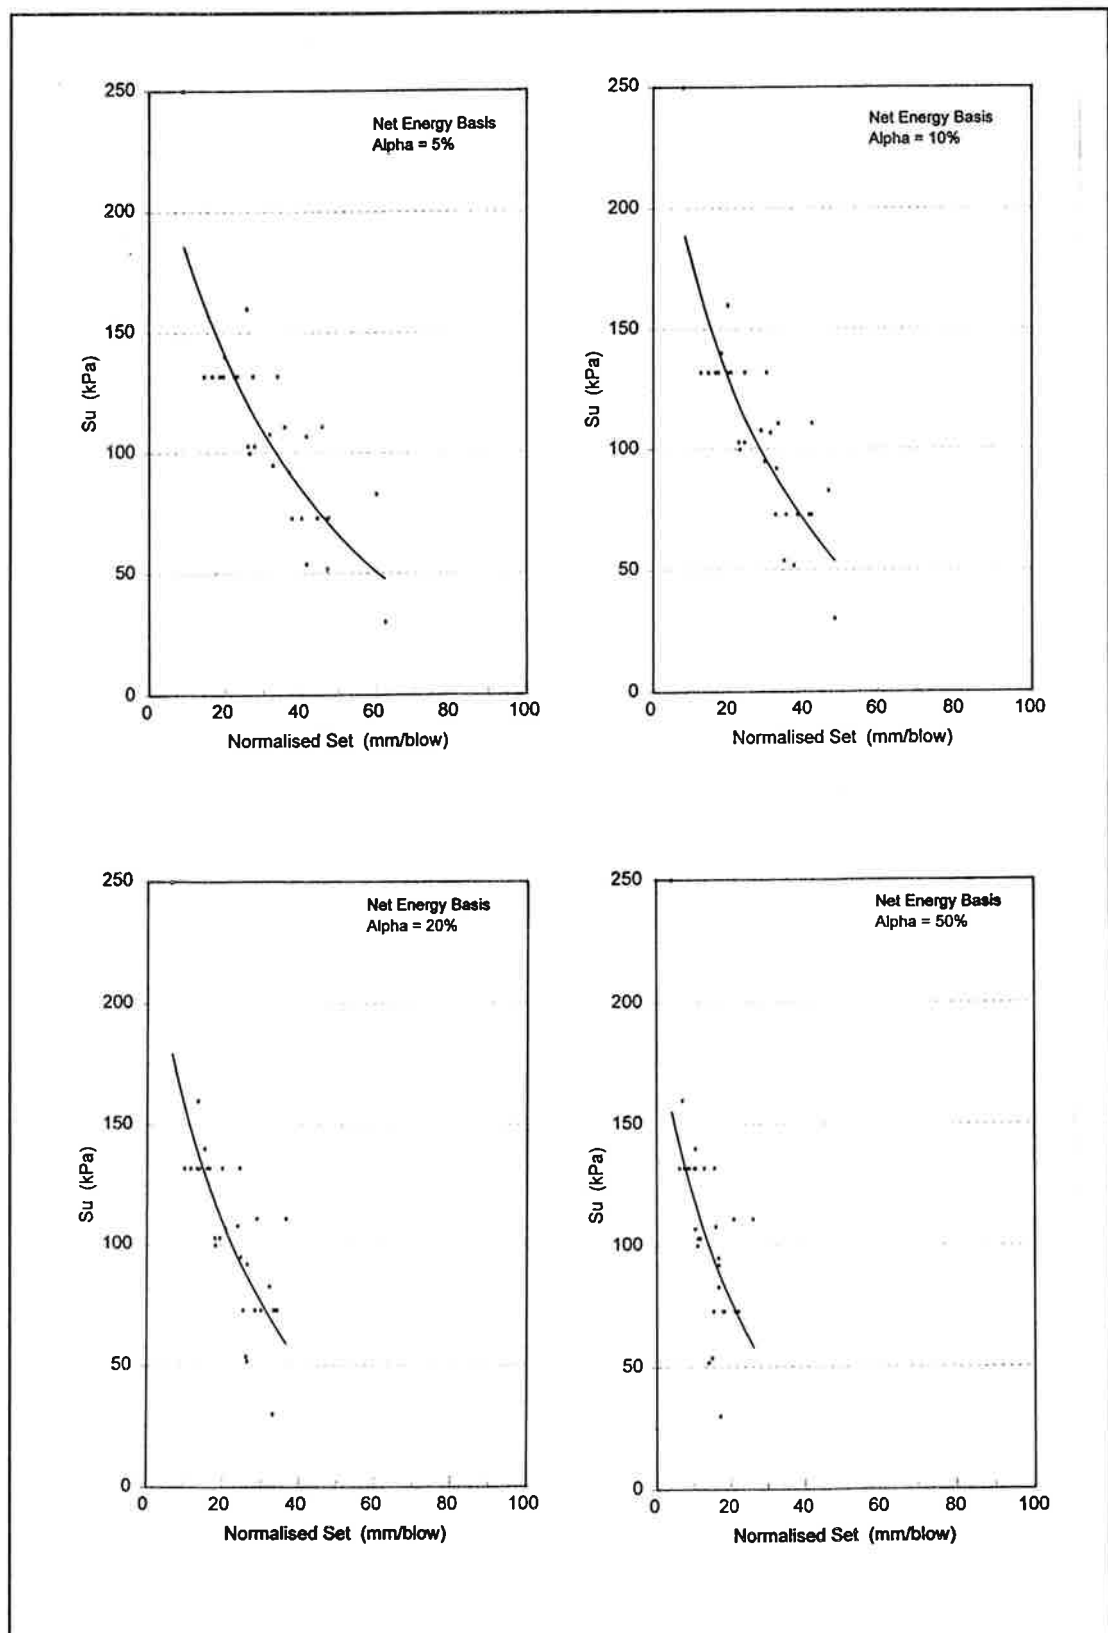 250
Net Energy Basis
Alpha = 5%
200
150
Su (kPa)
100
50
0
0 20 40 60 80 100
Normalised Set (mm/blow)
250
Net Energy Basis
Alpha = 10%
200
150
Su (kPa)
100
50
0
0 20 40 60 80 100
Normalised Set (mm/blow)
250
Net Energy Basis
Alpha = 20%
200
150
Su (kPa)
100
50
0
0 20 40 60 80 100
Normalised Set (mm/blow)
250
Net Energy Basis
Alpha = 50%
200
150
Su (kPa)
100
50
0
0 20 40 60 80 100
Normalised Set (mm/blow)